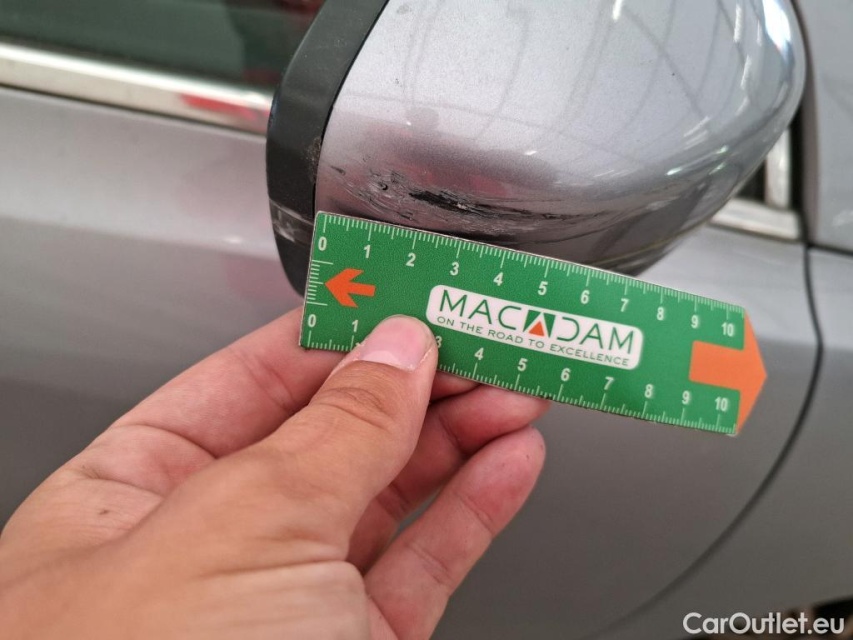 0 1 2 3 4 5 6 7 8 9 10
MACADAM
ON THE ROAD TO EXCELLENCE
0 1 3 4 5 6 7 8 9 10
CarOutlet.eu